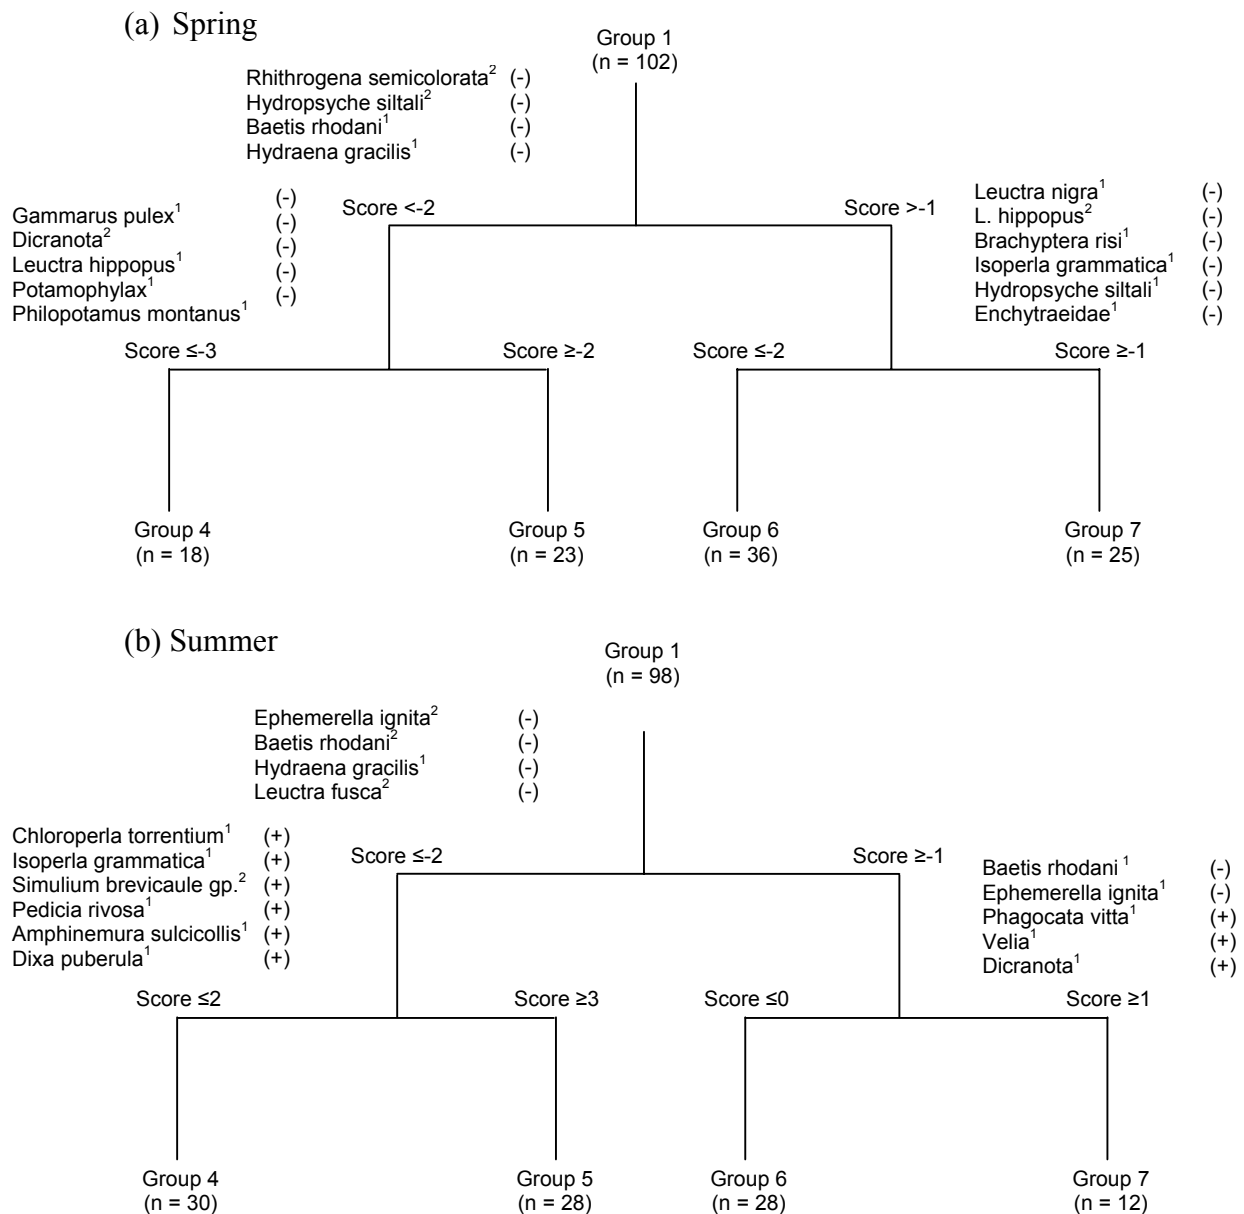 (a) Spring
Group 1
(n = 102)
Rhithrogena semicolorata² (-)
Hydropsyche siltali² (-)
Baetis rhodani¹ (-)
Hydraena gracilis¹ (-)
Score <-2
Score >-1
(-)
Gammarus pulex¹ (-)
Dicranota² (-)
Leuctra hippopus¹ (-)
Potamophylax¹ (-)
Philopotamus montanus¹
Leuctra nigra¹ (-)
L. hippopus² (-)
Brachyptera risi¹ (-)
Isoperla grammatica¹ (-)
Hydropsyche siltali¹ (-)
Enchytraeidae¹ (-)
Score ≤-3
Score ≥-2
Score ≤-2
Score ≥-1
Group 4
(n = 18)
Group 5
(n = 23)
Group 6
(n = 36)
Group 7
(n = 25)
(b) Summer
Group 1
(n = 98)
Ephemerella ignita² (-)
Baetis rhodani² (-)
Hydraena gracilis¹ (-)
Leuctra fusca² (-)
Score ≤-2
Score ≥-1
Chloroperla torrentium¹ (+)
Isoperla grammatica¹ (+)
Simulium brevicaule gp.² (+)
Pedicia rivosa¹ (+)
Amphinemura sulcicollis¹ (+)
Dixa puberula¹ (+)
Baetis rhodani ¹ (-)
Ephemerella ignita¹ (-)
Phagocata vitta¹ (+)
Velia¹ (+)
Dicranota¹ (+)
Score ≤2
Score ≥3
Score ≤0
Score ≥1
Group 4
(n = 30)
Group 5
(n = 28)
Group 6
(n = 28)
Group 7
(n = 12)